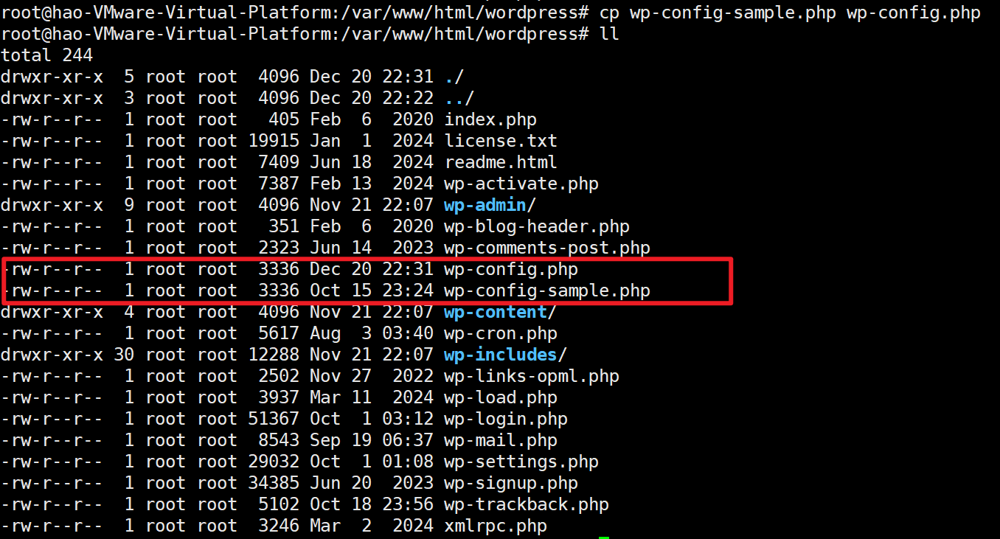 root@hao-VMware-Virtual-Platform:/var/www/html/wordpress# cp wp-config-sample.php wp-config.php
root@hao-VMware-Virtual-Platform:/var/www/html/wordpress# ll
total 244
drwxr-xr-x  5 root root  4096 Dec 20 22:31 ./
drwxr-xr-x  3 root root  4096 Dec 20 22:22 ../
-rw-r--r--  1 root root   405 Feb  6  2020 index.php
-rw-r--r--  1 root root 19915 Jan  1  2024 license.txt
-rw-r--r--  1 root root  7409 Jun 18  2024 readme.html
-rw-r--r--  1 root root  7387 Feb 13  2024 wp-activate.php
drwxr-xr-x  9 root root  4096 Nov 21 22:07 wp-admin/
-rw-r--r--  1 root root   351 Feb  6  2020 wp-blog-header.php
-rw-r--r--  1 root root  2323 Jun 14  2023 wp-comments-post.php
-rw-r--r--  1 root root  3336 Dec 20 22:31 wp-config.php
-rw-r--r--  1 root root  3336 Oct 15 23:24 wp-config-sample.php
drwxr-xr-x  4 root root  4096 Nov 21 22:07 wp-content/
-rw-r--r--  1 root root  5617 Aug  3 03:40 wp-cron.php
drwxr-xr-x 30 root root 12288 Nov 21 22:07 wp-includes/
-rw-r--r--  1 root root  2502 Nov 27  2022 wp-links-opml.php
-rw-r--r--  1 root root  3937 Mar 11  2024 wp-load.php
-rw-r--r--  1 root root 51367 Oct  1 03:12 wp-login.php
-rw-r--r--  1 root root  8543 Sep 19 06:37 wp-mail.php
-rw-r--r--  1 root root 29032 Oct  1 01:08 wp-settings.php
-rw-r--r--  1 root root 34385 Jun 20  2023 wp-signup.php
-rw-r--r--  1 root root  5102 Oct 18 23:56 wp-trackback.php
-rw-r--r--  1 root root  3246 Mar  2  2024 xmlrpc.php